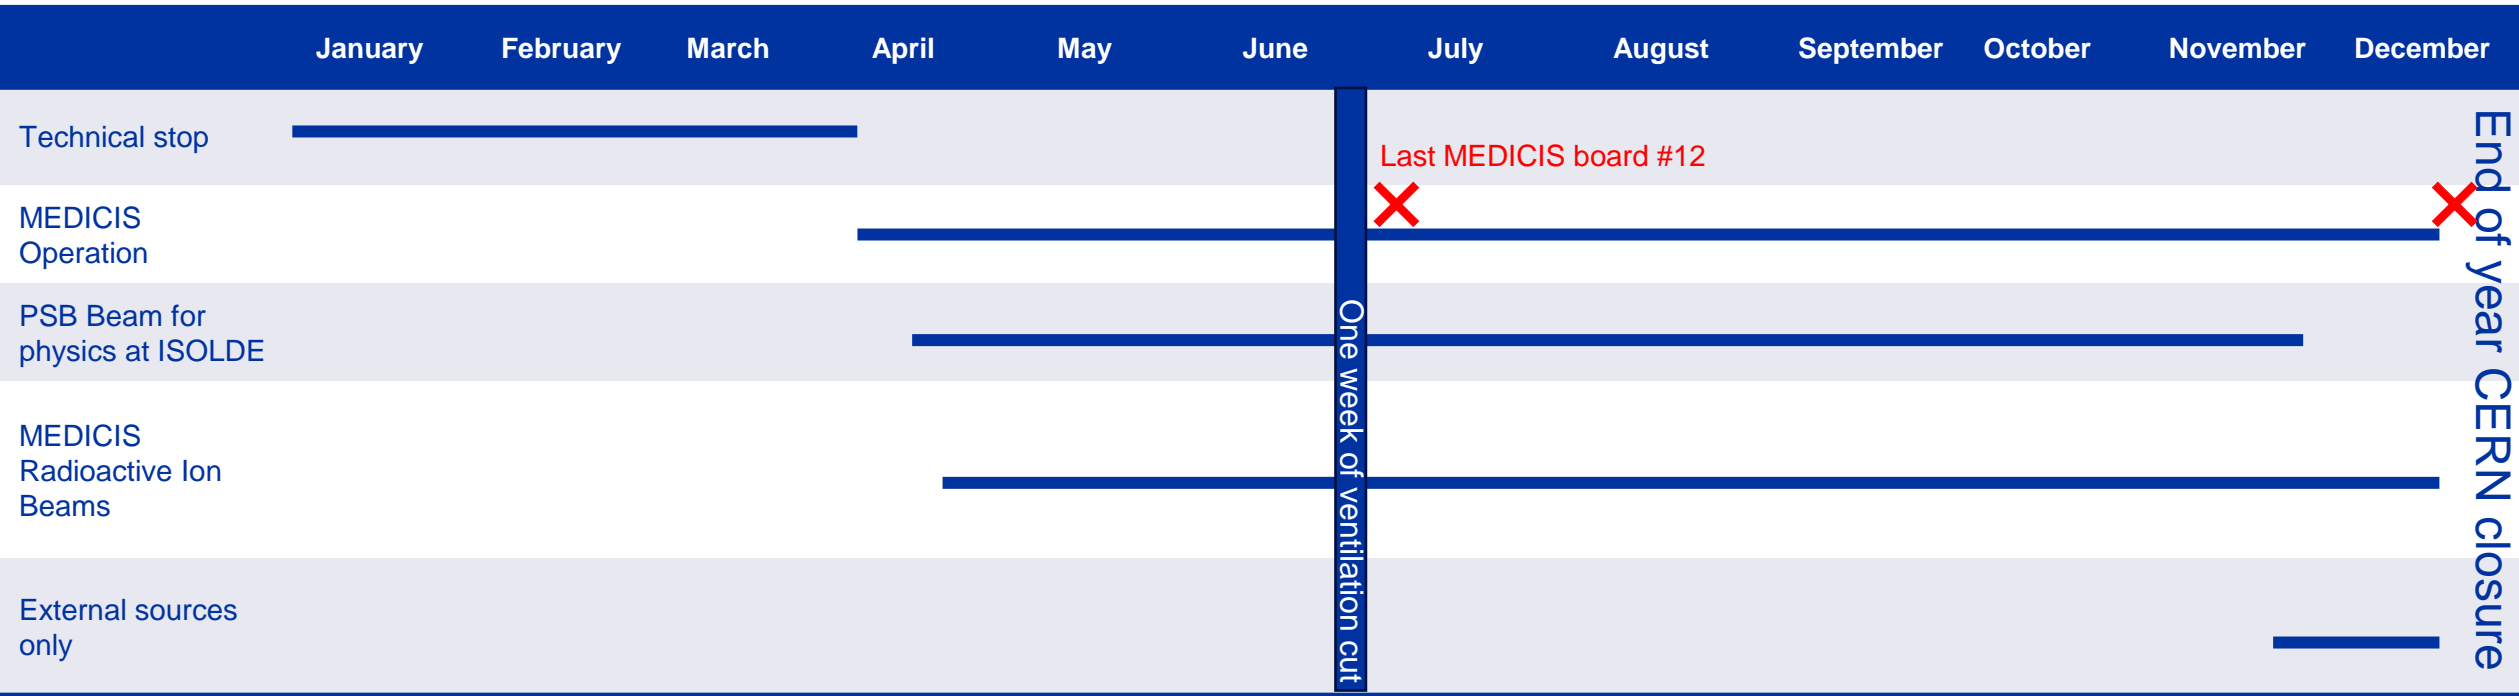 January February March April May June July August September October November December
Technical stop
Last MEDICIS board #12
MEDICIS
Operation
PSB Beam for
physics at ISOLDE
MEDICIS
Radioactive Ion
Beams
External sources
only
One week of ventilation cut
End of year CERN closure